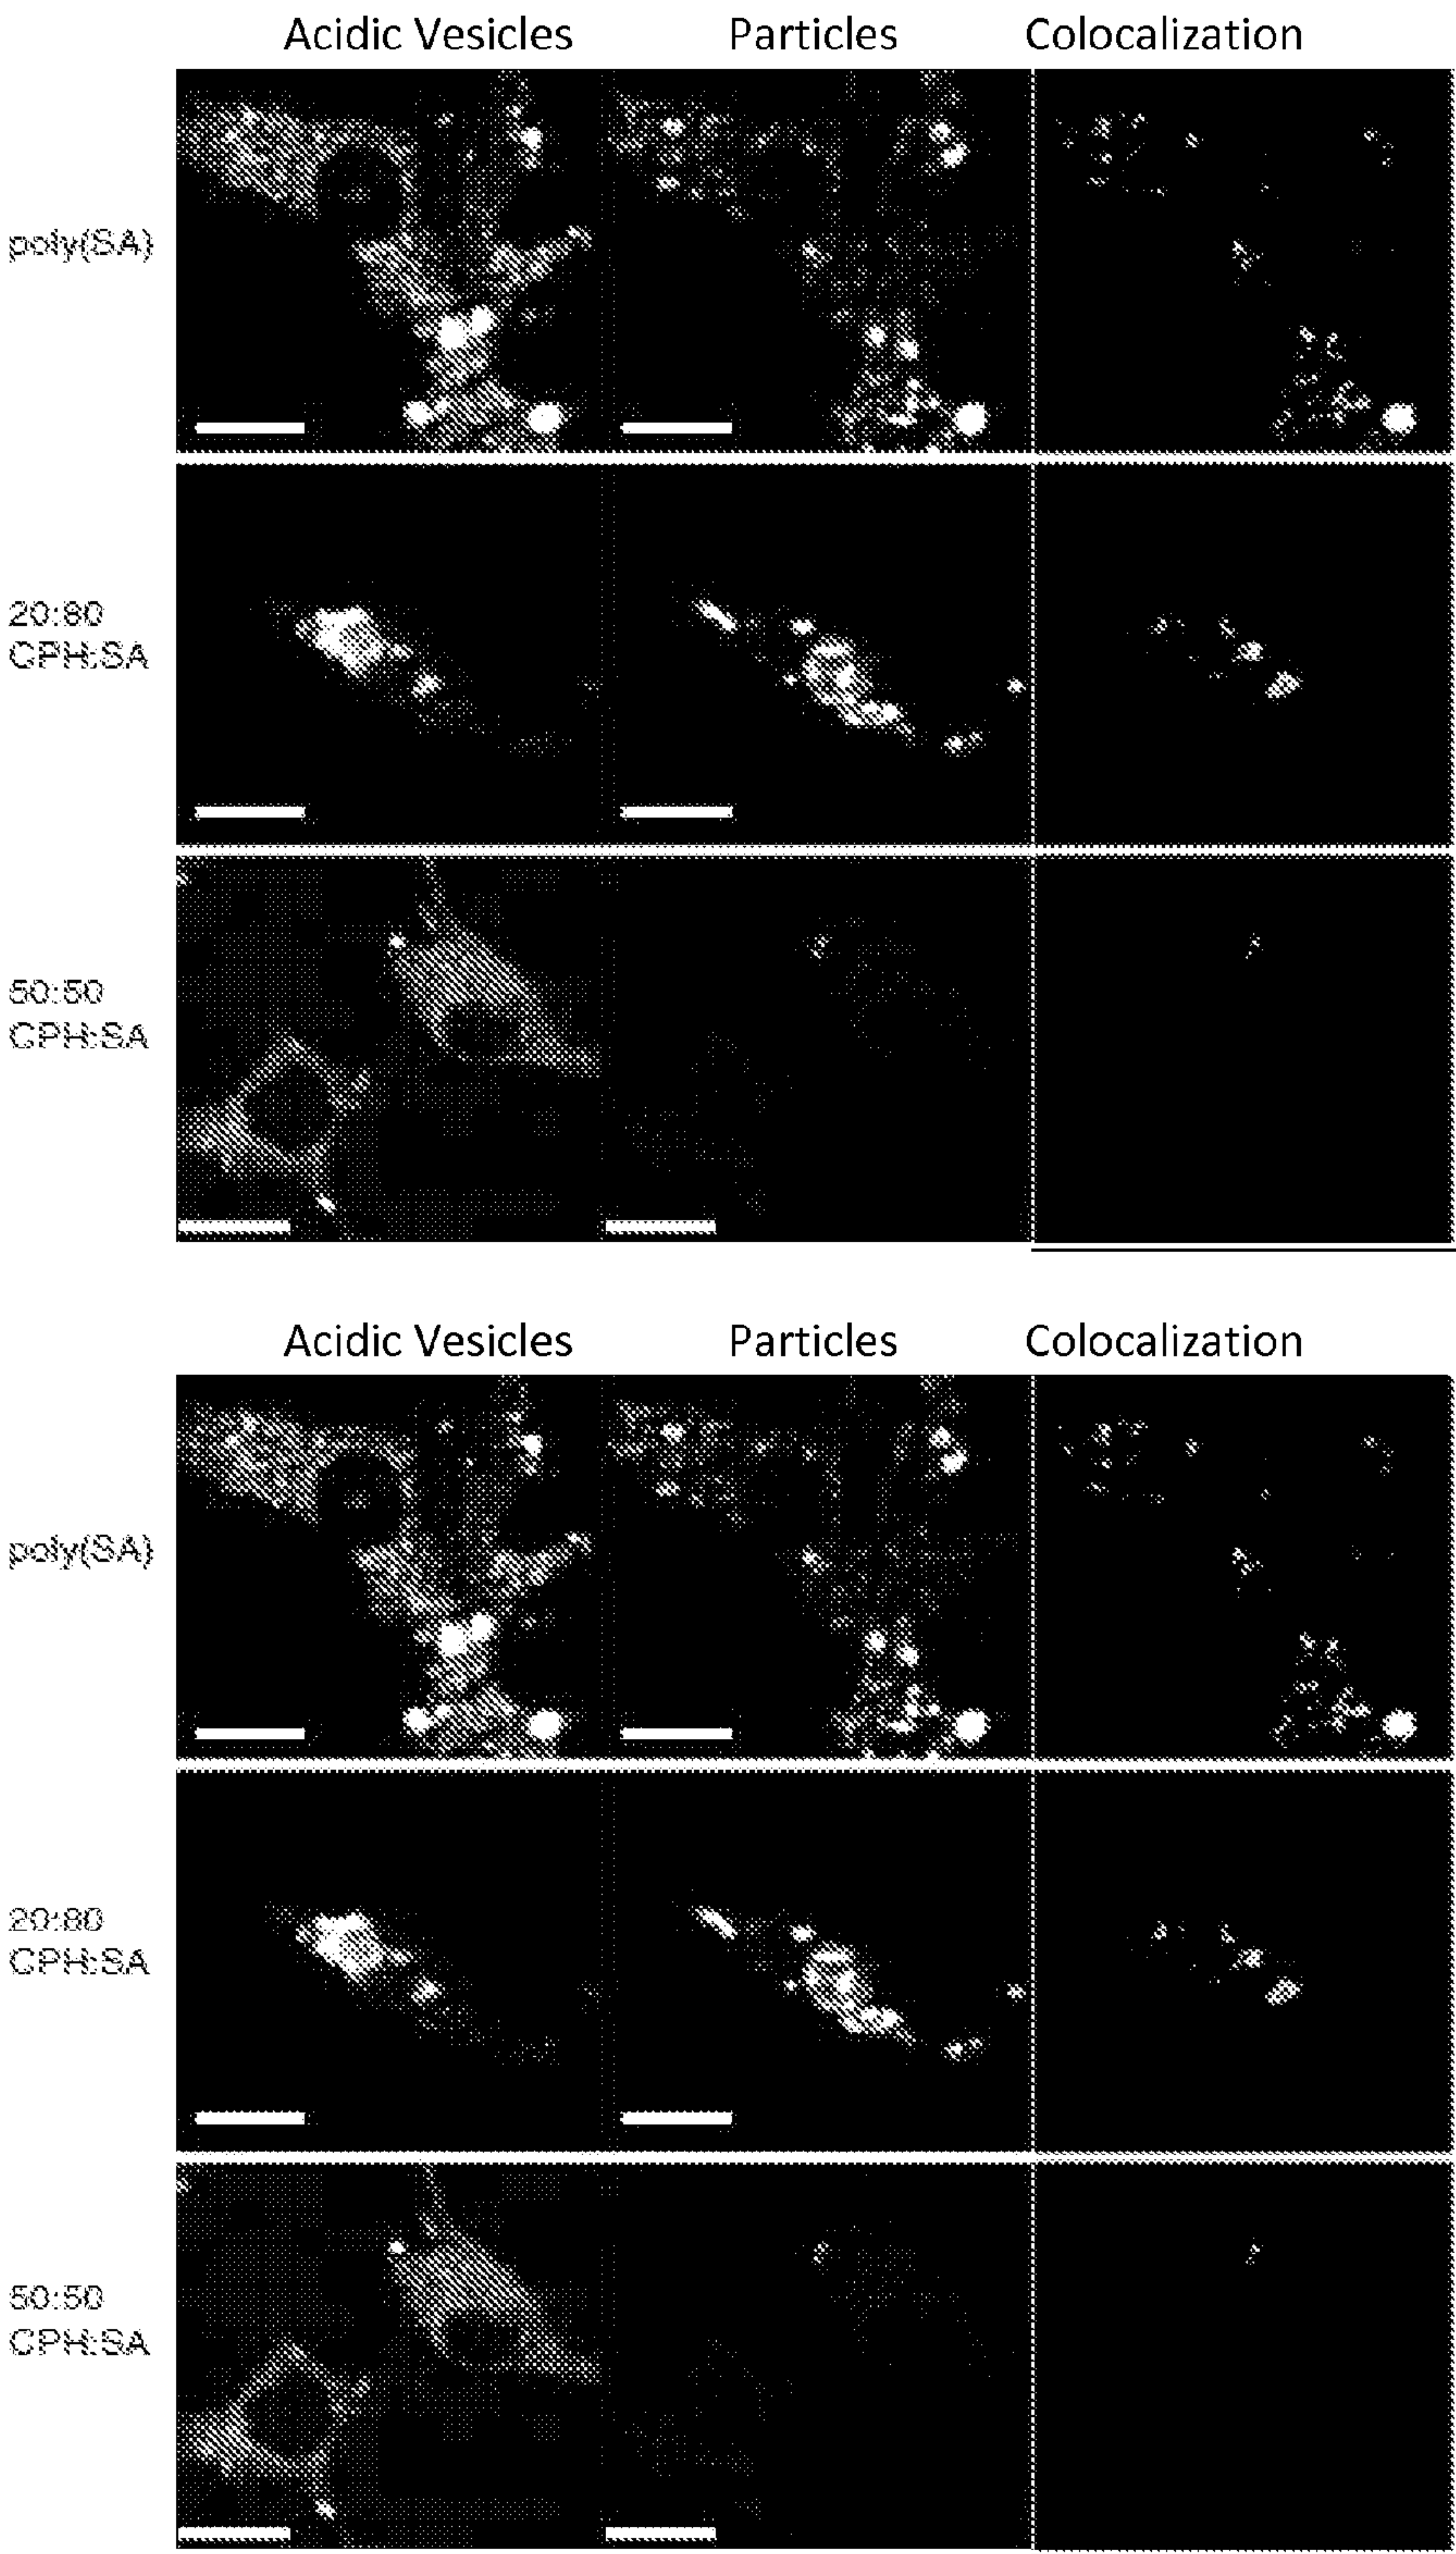 Acidic Vesicles Particles Colocalization
poly(SA)
20:80
CPH:SA
50:50
CPH:SA
Acidic Vesicles Particles Colocalization
poly(SA)
20:80
CPH:SA
50:50
CPH:SA